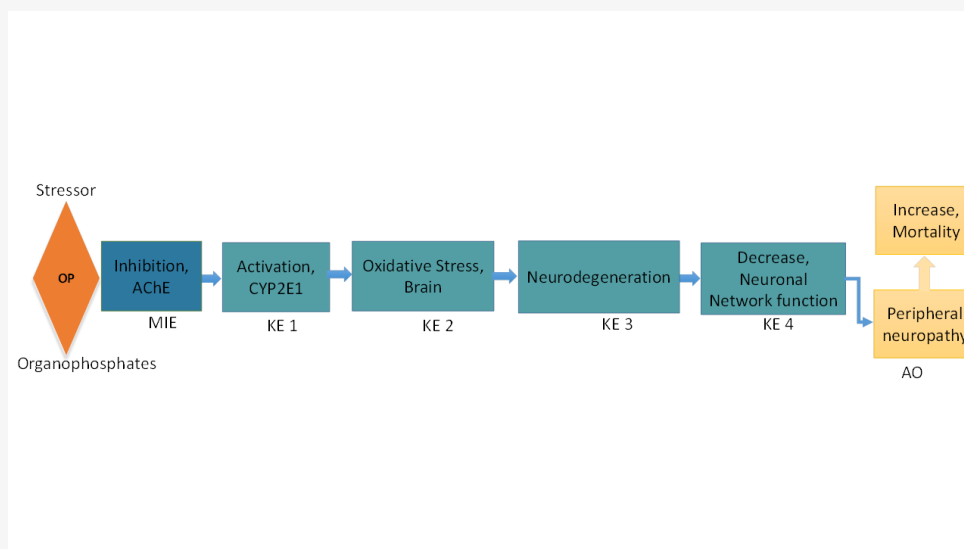 Stressor
OP
Organophosphates
Inhibition,
AChE
MIE
Activation,
CYP2E1
KE 1
Oxidative Stress,
Brain
KE 2
Neurodegeneration
KE 3
Decrease,
Neuronal
Network function
KE 4
Increase,
Mortality
Peripheral
neuropathy
AO